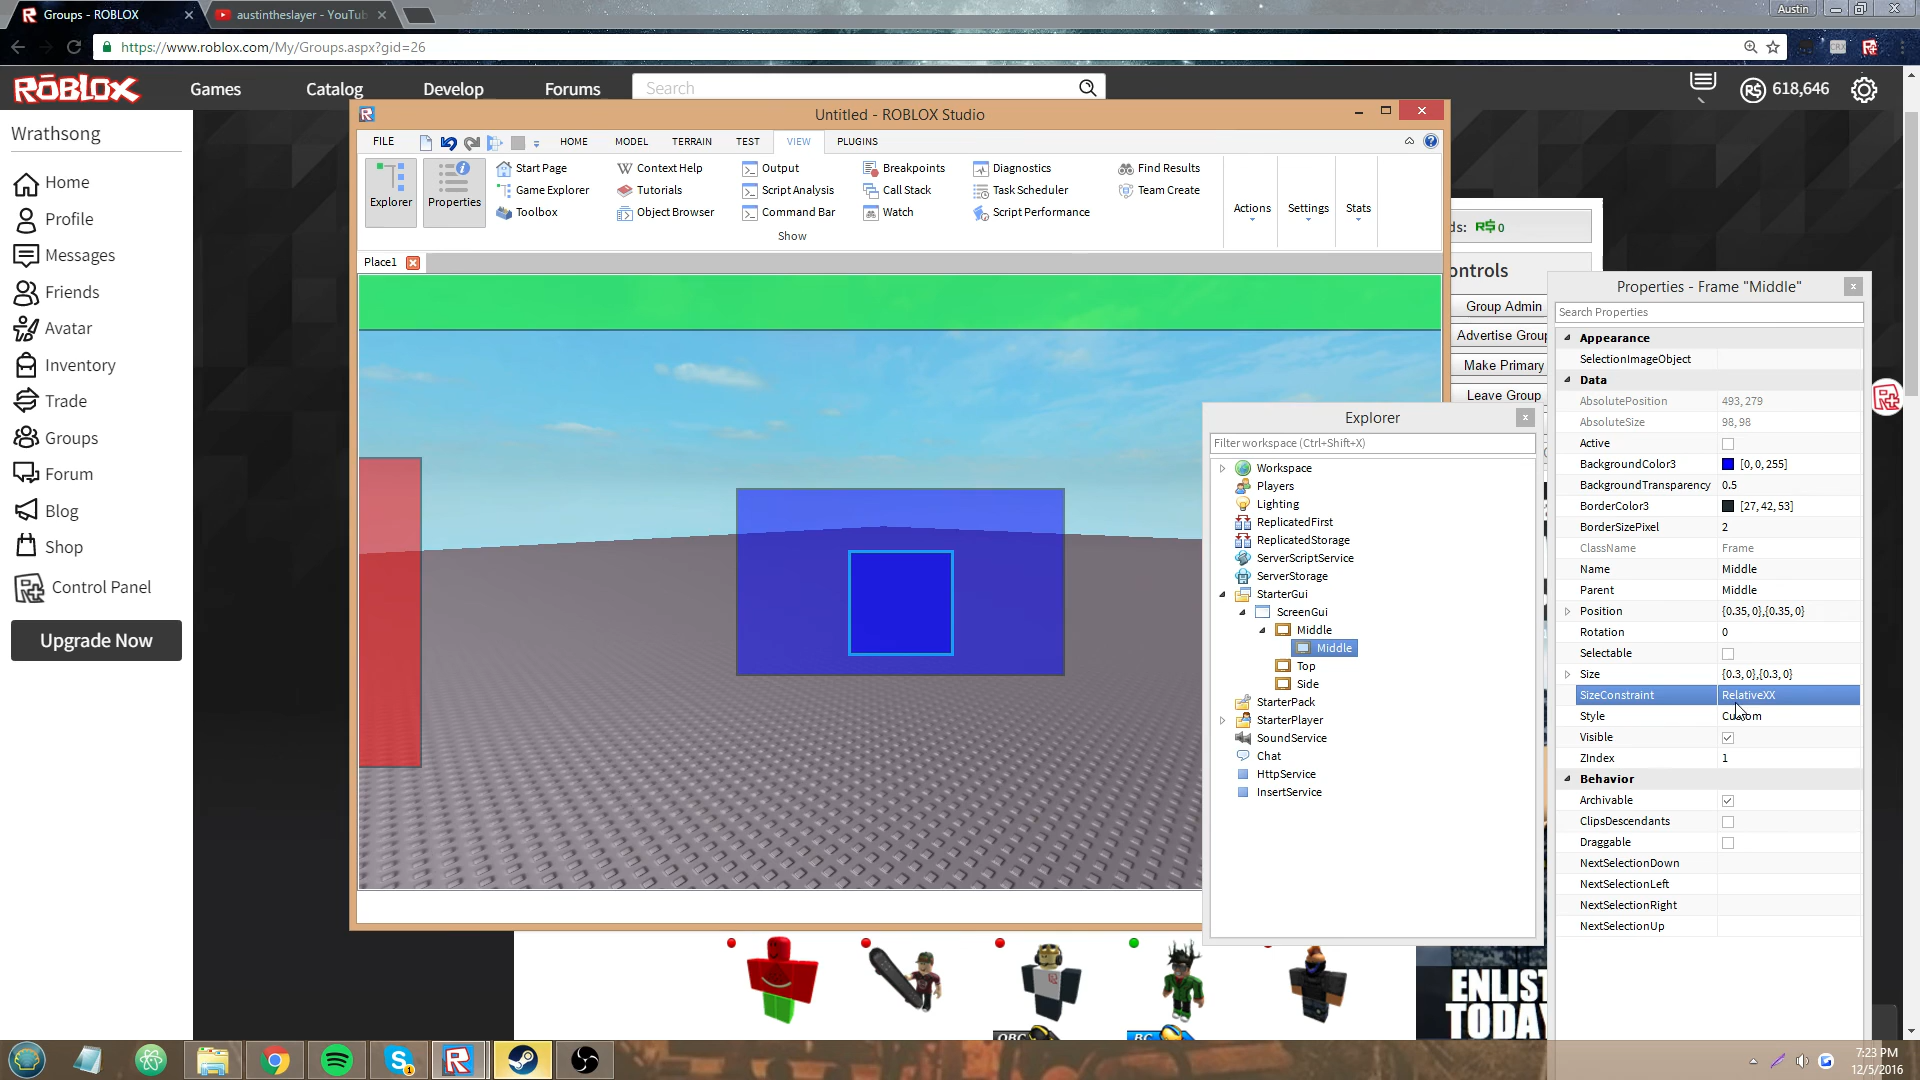 Groups - ROBLOX
austintheslayer - YouTub
Austin
https://www.roblox.com/My/Groups.aspx?gid=26
ROBLOX
Games
Catalog
Develop
Forums
Search
R$ 618,646
Wrathsong
Home
Profile
Messages
Friends
Avatar
Inventory
Trade
Groups
Forum
Blog
Shop
Control Panel
Upgrade Now
Untitled - ROBLOX Studio
FILE
HOME
MODEL
TERRAIN
TEST
VIEW
PLUGINS
Explorer
Properties
Start Page
Game Explorer
Toolbox
Context Help
Tutorials
Object Browser
Output
Script Analysis
Command Bar
Breakpoints
Call Stack
Watch
Diagnostics
Task Scheduler
Script Performance
Find Results
Team Create
Show
Actions
Settings
Stats
Place1
ds: R$ 0
ontrols
Group Admin
Advertise Group
Make Primary
Leave Group
Explorer
Filter workspace (Ctrl+Shift+X)
Workspace
Players
Lighting
ReplicatedFirst
ReplicatedStorage
ServerScriptService
ServerStorage
StarterGui
ScreenGui
Middle
Middle
Top
Side
StarterPack
StarterPlayer
SoundService
Chat
HttpService
InsertService
Properties - Frame "Middle"
Search Properties
Appearance
SelectionImageObject
Data
AbsolutePosition 493, 279
AbsoluteSize 98, 98
Active
BackgroundColor3 [0, 0, 255]
BackgroundTransparency 0.5
BorderColor3 [27, 42, 53]
BorderSizePixel 2
ClassName Frame
Name Middle
Parent Middle
Position {0.35, 0},{0.35, 0}
Rotation 0
Selectable
Size {0.3, 0},{0.3, 0}
SizeConstraint RelativeXX
Style Custom
Visible
ZIndex 1
Behavior
Archivable
ClipsDescendants
Draggable
NextSelectionDown
NextSelectionLeft
NextSelectionRight
NextSelectionUp
ENLIST
TODAY
OBC
BC
7:23 PM
12/5/2016